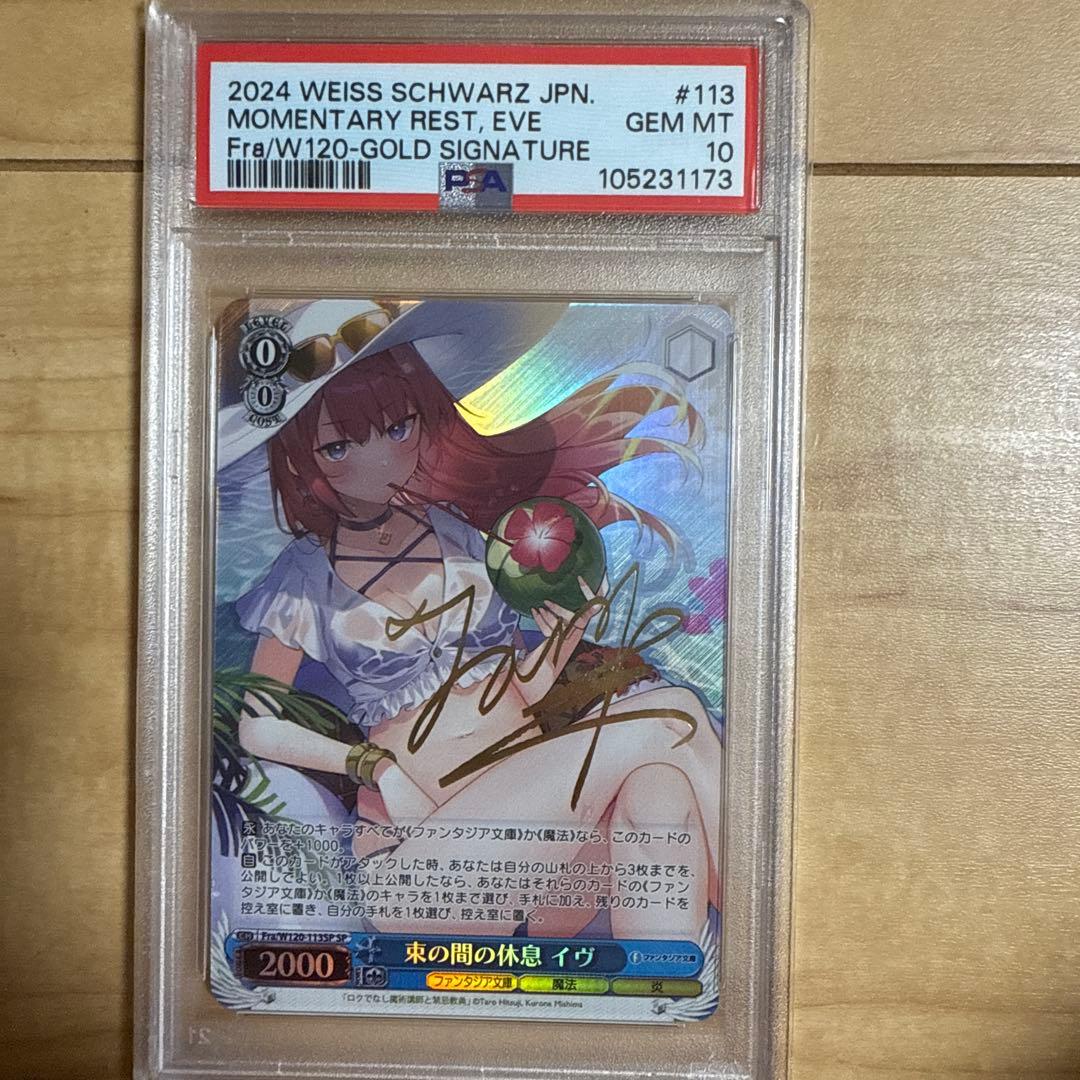 2024 WEISS SCHWARZ JPN. #113
MOMENTARY REST, EVE GEM MT
Fra/W120-GOLD SIGNATURE 10
PSA 105231173
LEVEL
0
0
COST
永 あなたのキャラすべてが《ファンタジア文庫》か《魔法》なら、このカードの
パワーを+1000。
自 このカードがアタックした時、あなたは自分の山札の上から3枚までを、
公開してよい。1枚以上公開したなら、あなたはそれらのカードの《ファン
タジア文庫》か《魔法》のキャラを1枚まで選び、手札に加え、残りのカードを
控え室に置き、自分の手札を1枚選び、控え室に置く。
Fra/W120-113SP SP
2000
束の間の休息 イヴ
ファンタジア文庫
ファンタジア文庫 魔法 炎
「ロクでなし魔術講師と禁忌教典」©Taro Hitsuji, Kurone Mishima